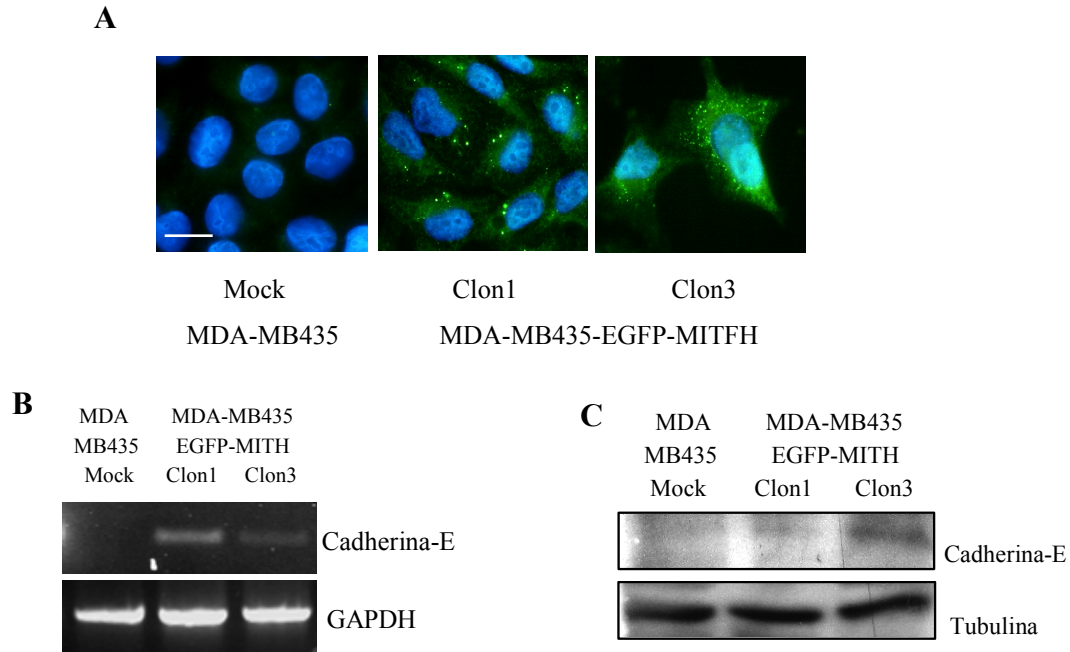 A
Mock
Clon1
Clon3
MDA-MB435
MDA-MB435-EGFP-MITFH
B
MDA
MDA-MB435
MB435
EGFP-MITH
Mock
Clon1
Clon3
Cadherina-E
GAPDH
C
MDA
MDA-MB435
MB435
EGFP-MITH
Mock
Clon1
Clon3
Cadherina-E
Tubulina